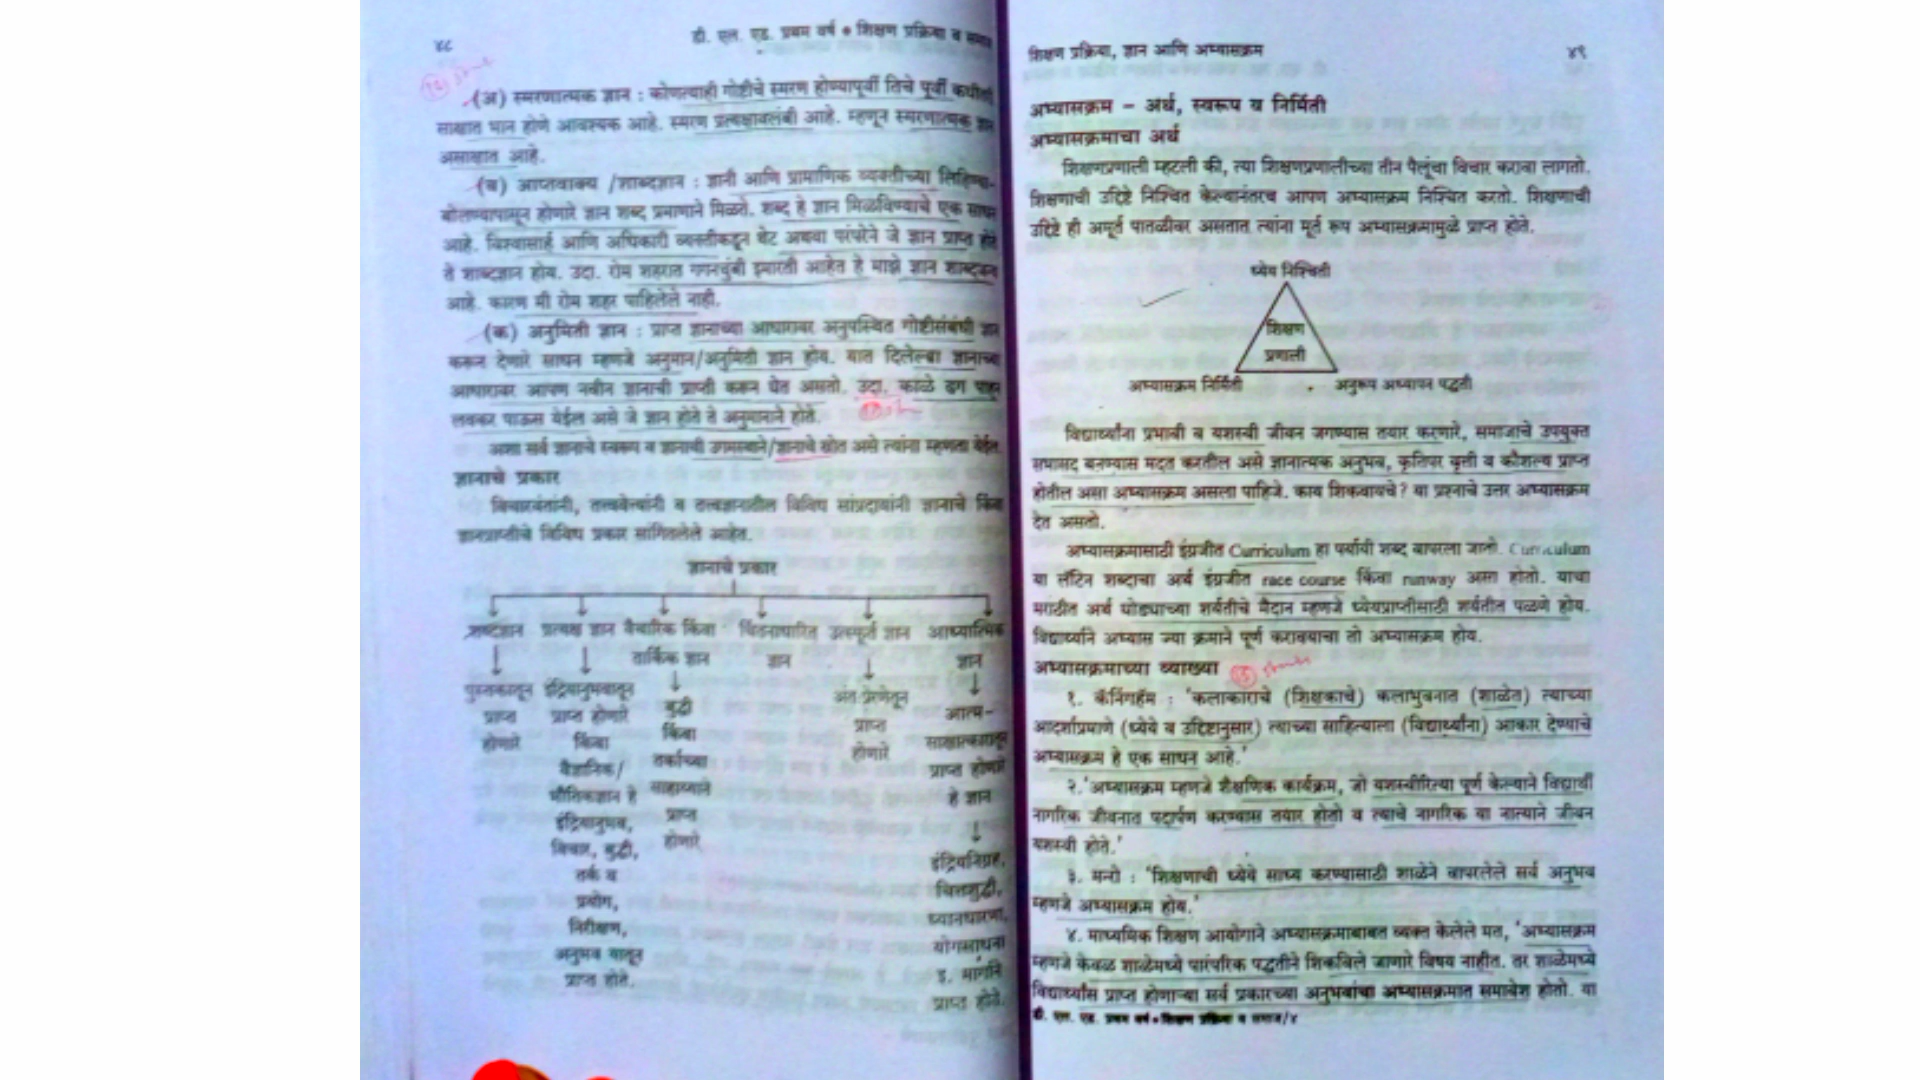 ४८
डी. एल. एड. प्रथम वर्ष • शिक्षण प्रक्रिया व समाज
(अ) स्मरणात्मक ज्ञान : कोणत्याही गोष्टीचे स्मरण होण्यापूर्वी तिचे पूर्वी कधीतरी
साक्षात भान होणे आवश्यक आहे. स्मरण प्रत्यक्षावलंबी आहे. म्हणून स्मरणात्मक ज्ञान
असाक्षात आहे.
(ब) आप्तवाक्य /शाब्दज्ञान : ज्ञानी आणि प्रामाणिक व्यक्तीच्या लिहिण्या-
बोलण्यापासून होणारे ज्ञान शब्द प्रमाणाने मिळते. शब्द हे ज्ञान मिळविण्याचे एक साधन
आहे. विश्वासार्ह आणि अधिकारी व्यक्तीकडून थेट अथवा परंपरेने जे ज्ञान प्राप्त होते
ते शाब्दज्ञान होय. उदा. रोम शहरात गगनचुंबी इमारती आहेत हे माझे ज्ञान शाब्दज्ञान
आहे. कारण मी रोम शहर पाहिलेले नाही.
(क) अनुमिती ज्ञान : प्राप्त ज्ञानाच्या आधारावर अनुपस्थित गोष्टीसंबंधी ज्ञान
करून देणारे साधन म्हणजे अनुमान/अनुमिती ज्ञान होय. यात दिलेल्या ज्ञानाच्या
आधारावर आपण नवीन ज्ञानाची प्राप्ती करून घेत असतो. उदा. काळे ढग पाहून
लवकर पाऊस येईल असे जे ज्ञान होते ते अनुमानाने होते.
अशा सर्व ज्ञानाचे स्वरूप व ज्ञानाची उगमस्थाने/ज्ञानाचे स्रोत असे त्यांना म्हणता येईल.
ज्ञानाचे प्रकार
विचारवंतांनी, तत्त्ववेत्त्यांनी व तत्त्वज्ञानातील विविध सांप्रदायांनी ज्ञानाचे किंवा
ज्ञानप्राप्तीचे विविध प्रकार सांगितलेले आहेत.
ज्ञानाचे प्रकार
शब्दज्ञान प्रत्यक्ष ज्ञान वैचारिक किंवा चिंतनाधारित उत्स्फूर्त ज्ञान आध्यात्मिक
तार्किक ज्ञान ज्ञान ज्ञान
पुस्तकातून इंद्रियानुभवातून बुद्धी अंत:प्रेरणेतून आत्म-
प्राप्त प्राप्त होणारे किंवा प्राप्त साक्षात्कारातून
होणारे किंवा तर्काच्या होणारे प्राप्त होणारे
वैज्ञानिक/ साहाय्याने हे ज्ञान
भौतिकज्ञान हे प्राप्त
इंद्रियानुभव, होणारे इंद्रियनिग्रह,
विचार, बुद्धी, चित्तशुद्धी,
तर्क व ध्यानधारणा,
प्रयोग, योगसाधना
निरीक्षण, इ. मार्गाने
अनुभव यातून प्राप्त होते.
प्राप्त होते.
शिक्षण प्रक्रिया, ज्ञान आणि अभ्यासक्रम
४९
अभ्यासक्रम – अर्थ, स्वरूप व निर्मिती
अभ्यासक्रमाचा अर्थ
शिक्षणप्रणाली म्हटली की, त्या शिक्षणप्रणालीच्या तीन पैलूंचा विचार करावा लागतो.
शिक्षणाची उद्दिष्टे निश्चित केल्यानंतरच आपण अभ्यासक्रम निश्चित करतो. शिक्षणाची
उद्दिष्टे ही अमूर्त पातळीवर असतात त्यांना मूर्त रूप अभ्यासक्रमामुळे प्राप्त होते.
ध्येय निश्चिती
शिक्षण
प्रणाली
अभ्यासक्रम निर्मिती
अनुरूप अध्यापन पद्धती
विद्यार्थ्यांना प्रभावी व यशस्वी जीवन जगण्यास तयार करणारे, समाजाचे उपयुक्त
सभासद बनण्यास मदत करतील असे ज्ञानात्मक अनुभव, कृतिपर वृत्ती व कौशल्य प्राप्त
होतील असा अभ्यासक्रम असला पाहिजे. काय शिकवायचे? या प्रश्नाचे उत्तर अभ्यासक्रम
देत असतो.
अभ्यासक्रमासाठी इंग्रजीत Curriculum हा पर्यायी शब्द वापरला जातो. Curriculum
या लॅटिन शब्दाचा अर्थ इंग्रजीत race course किंवा runway असा होतो. याचा
मराठीत अर्थ घोड्याच्या शर्यतीचे मैदान म्हणजे ध्येयप्राप्तीसाठी शर्यतीत पळणे होय.
विद्यार्थ्याने अभ्यास ज्या क्रमाने पूर्ण करावयाचा तो अभ्यासक्रम होय.
अभ्यासक्रमाच्या व्याख्या
१. कॅनिंगहॅम : 'कलाकाराचे (शिक्षकाचे) कलाभुवनात (शाळेत) त्याच्या
आदर्शाप्रमाणे (ध्येये व उद्दिष्टानुसार) त्याच्या साहित्याला (विद्यार्थ्यांना) आकार देण्याचे
अभ्यासक्रम हे एक साधन आहे.'
२.'अभ्यासक्रम म्हणजे शैक्षणिक कार्यक्रम, जो यशस्वीरित्या पूर्ण केल्याने विद्यार्थी
नागरिक जीवनात पदार्पण करण्यास तयार होतो व त्याचे नागरिक या नात्याने जीवन
यशस्वी होते.'
३. मन्रो : 'शिक्षणाची ध्येये साध्य करण्यासाठी शाळेने वापरलेले सर्व अनुभव
म्हणजे अभ्यासक्रम होय.'
४. माध्यमिक शिक्षण आयोगाने अभ्यासक्रमाबाबत व्यक्त केलेले मत, 'अभ्यासक्रम
म्हणजे केवळ शाळेमध्ये पारंपरिक पद्धतीने शिकविले जाणारे विषय नाहीत. तर शाळेमध्ये
विद्यार्थ्यांस प्राप्त होणाऱ्या सर्व प्रकारच्या अनुभवांचा अभ्यासक्रमात समावेश होतो. या
डी. एल. एड. प्रथम वर्ष • शिक्षण प्रक्रिया व समाज/४